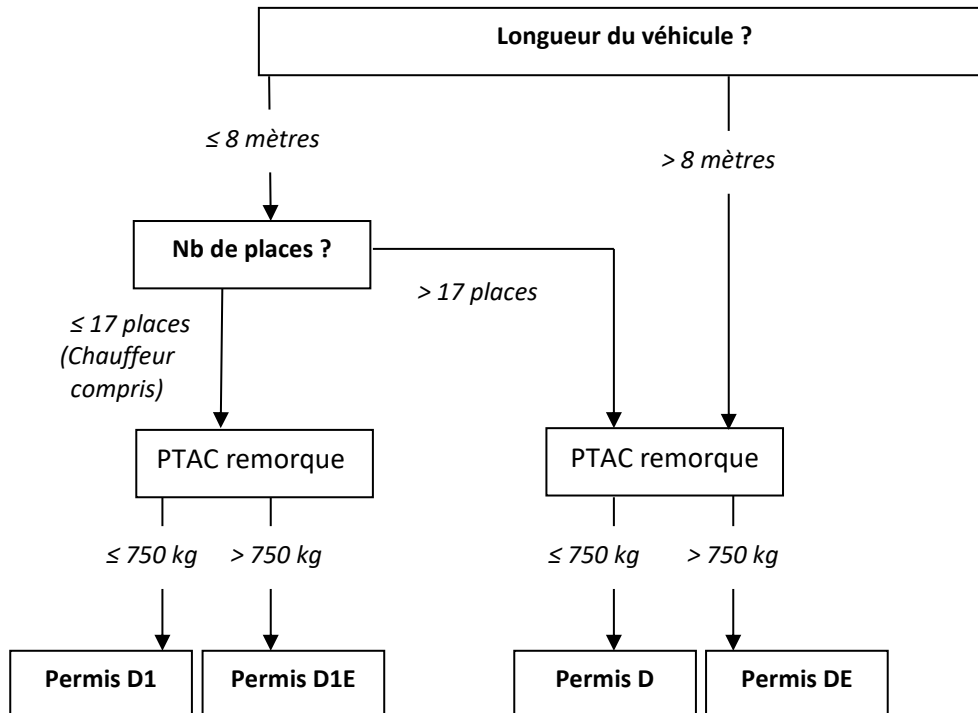 Longueur du véhicule ?
≤ 8 mètres
> 8 mètres
Nb de places ?
> 17 places
≤ 17 places
(Chauffeur
compris)
PTAC remorque
PTAC remorque
≤ 750 kg
> 750 kg
≤ 750 kg
> 750 kg
Permis D1
Permis D1E
Permis D
Permis DE